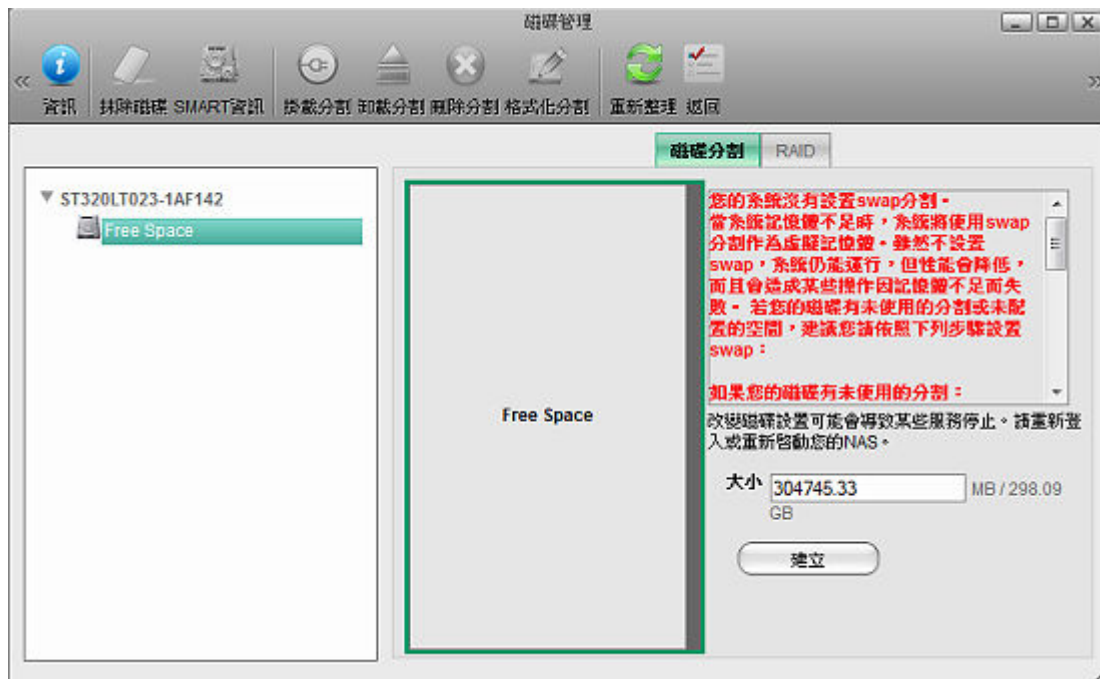 磁碟管理
資訊
抹除磁碟
SMART資訊
掛載分割
卸載分割
刪除分割
格式化分割
重新整理
返回
磁碟分割
RAID
ST320LT023-1AF142
Free Space
Free Space
您的系統沒有設置swap分割。
當系統記憶體不足時，系統將使用swap
分割作為虛擬記憶體。雖然不設置
swap，系統仍能運行，但性能會降低，
而且會造成某些操作因記憶體不足而失
敗。 若您的磁碟有未使用的分割或未配
置的空間，建議您請依照下列步驟設置
swap：
如果您的磁碟有未使用的分割：
改變磁碟設置可能會導致某些服務停止。請重新登
入或重新啓動您的NAS。
大小
304745.33
MB / 298.09
GB
建立